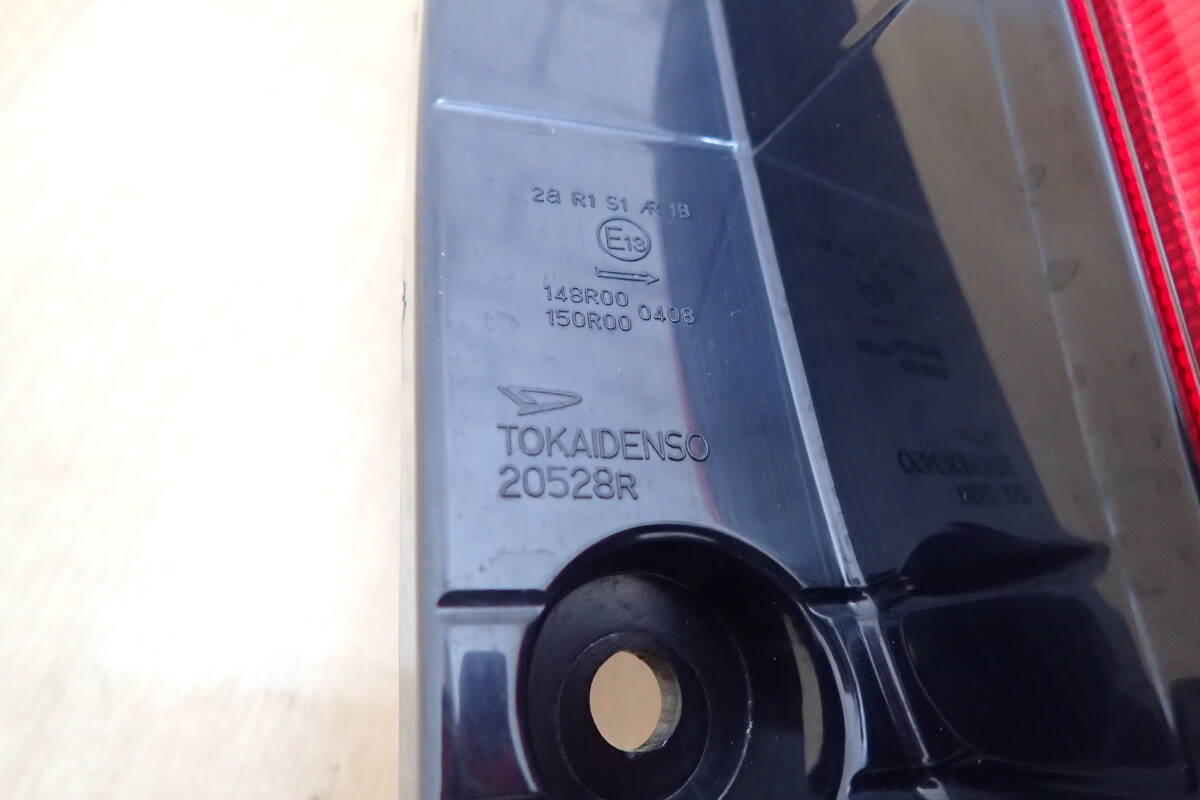 2a R1 S1 AR 1B
E13
148R00
150R00 0408
TOKAIDENSO
20528R